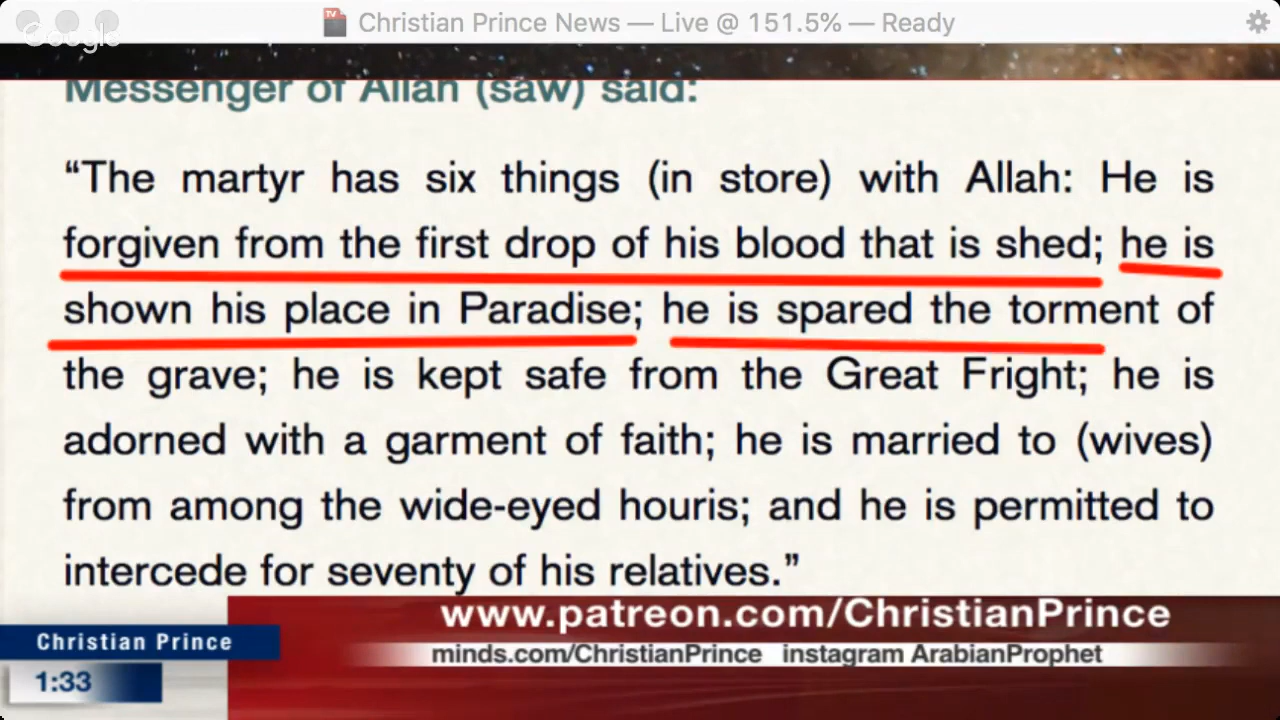 Christian Prince News — Live @ 151.5% — Ready
Google
Messenger of Allah (saw) said:
“The martyr has six things (in store) with Allah: He is
forgiven from the first drop of his blood that is shed; he is
shown his place in Paradise; he is spared the torment of
the grave; he is kept safe from the Great Fright; he is
adorned with a garment of faith; he is married to (wives)
from among the wide-eyed houris; and he is permitted to
intercede for seventy of his relatives.”
www.patreon.com/ChristianPrince
Christian Prince
minds.com/ChristianPrince instagram ArabianProphet
1:33